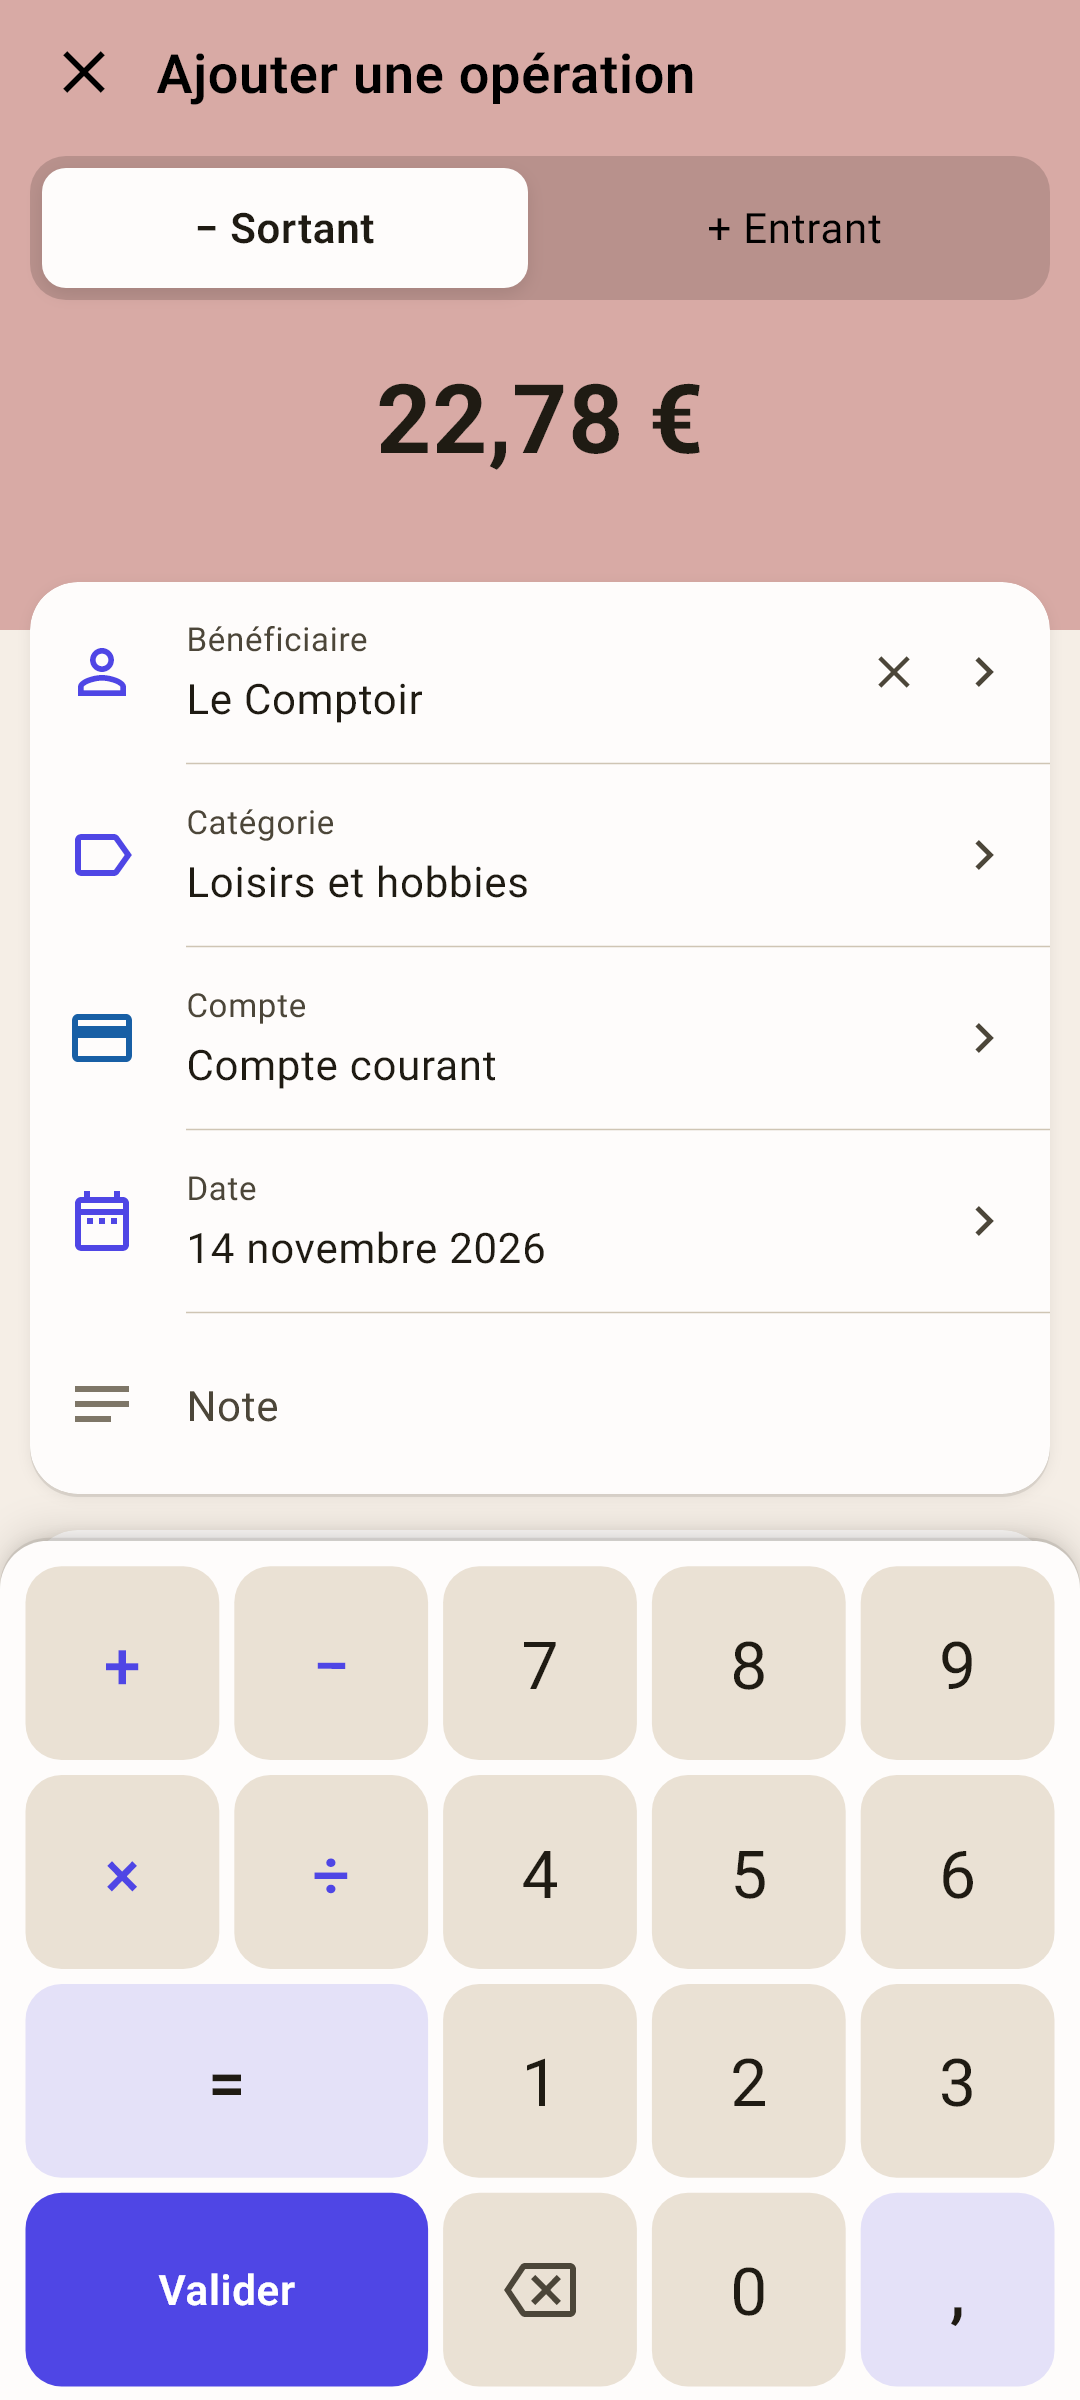 Ajouter une opération
− Sortant
+ Entrant
22,78 €
Bénéficiaire
Le Comptoir
Catégorie
Loisirs et hobbies
Compte
Compte courant
Date
14 novembre 2026
Note
+ − 7 8 9
× ÷ 4 5 6
= 1 2 3
Valider 0 ,